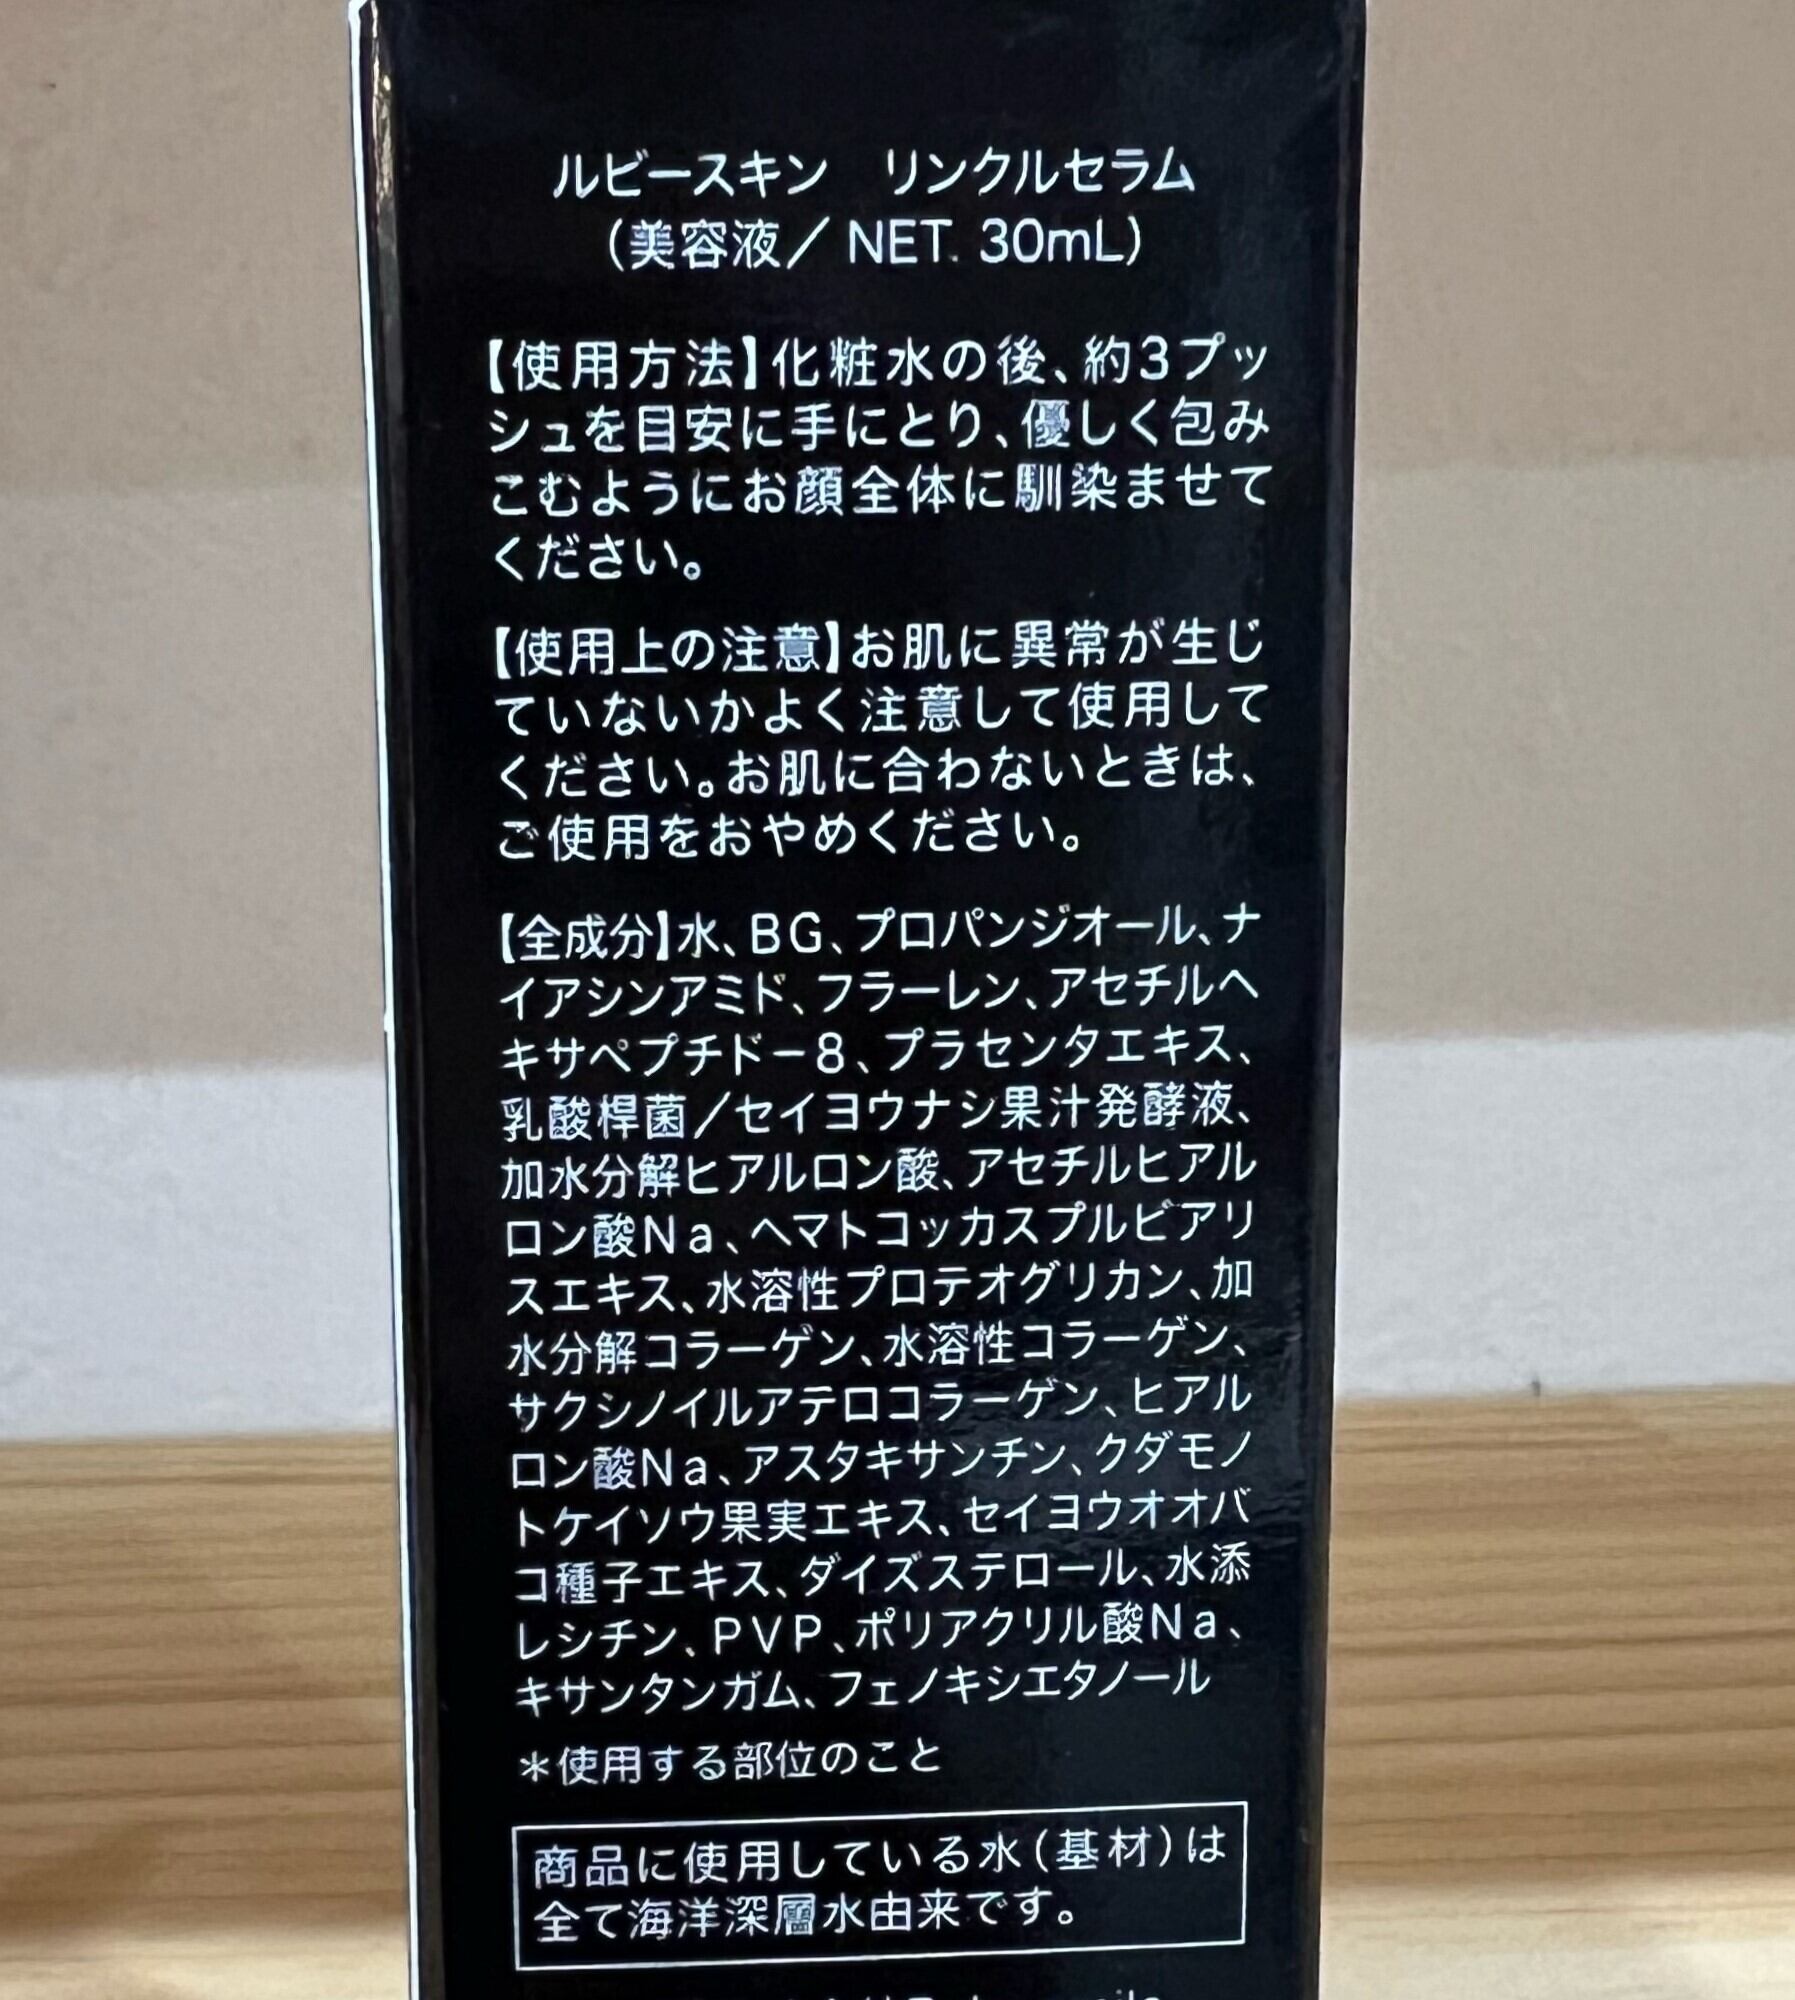 ルビースキン　リンクルセラム
(美容液／ NET. 30mL)
【使用方法】化粧水の後、約3プッ
シュを目安に手にとり、優しく包み
こむようにお顔全体に馴染ませて
ください。
【使用上の注意】お肌に異常が生じ
ていないかよく注意して使用して
ください。お肌に合わないときは、
ご使用をおやめください。
【全成分】水、BG、プロパンジオール、ナ
イアシンアミド、フラーレン、アセチルヘ
キサペプチドー8、プラセンタエキス、
乳酸桿菌／セイヨウナシ果汁発酵液、
加水分解ヒアルロン酸、アセチルヒアル
ロン酸Na、ヘマトコッカスプルビアリ
スエキス、水溶性プロテオグリカン、加
水分解コラーゲン、水溶性コラーゲン、
サクシノイルアテロコラーゲン、ヒアル
ロン酸Na、アスタキサンチン、クダモノ
トケイソウ果実エキス、セイヨウオオバ
コ種子エキス、ダイズステロール、水添
レシチン、PVP、ポリアクリル酸Na、
キサンタンガム、フェノキシエタノール
＊使用する部位のこと
商品に使用している水(基材)は
全て海洋深層水由来です。